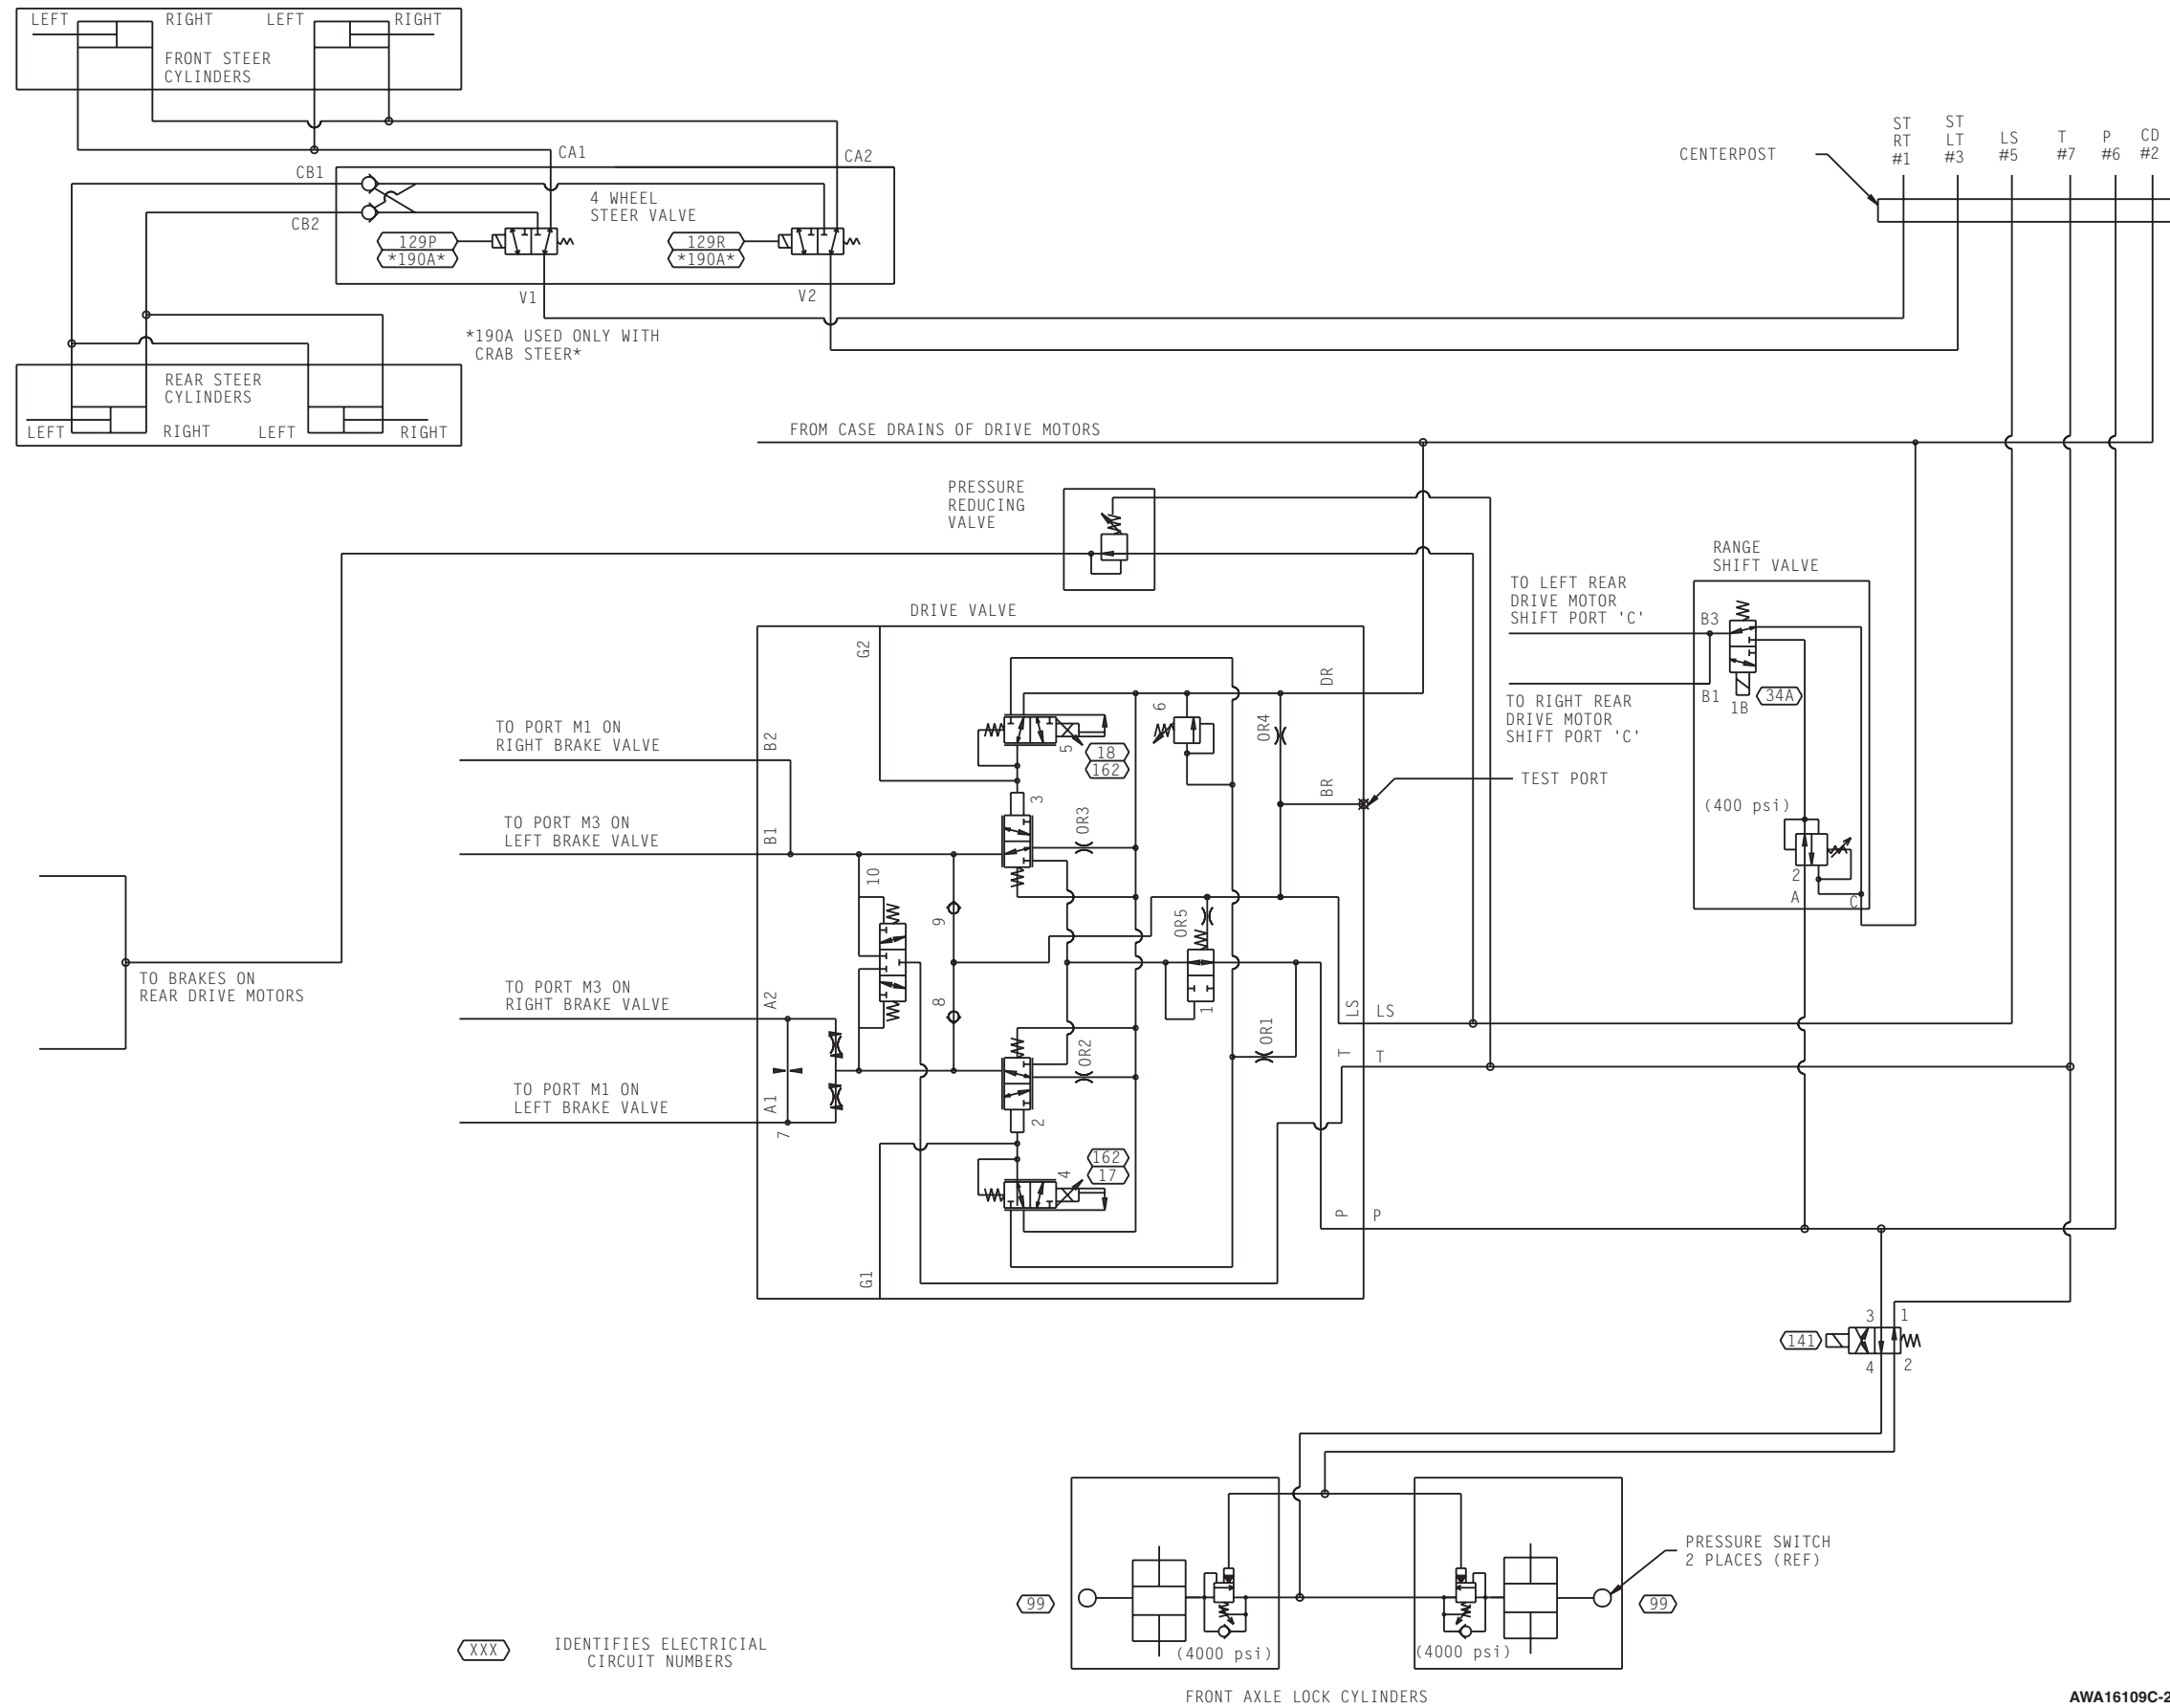 LEFT RIGHT LEFT RIGHT
FRONT STEER
CYLINDERS
CA1
CA2
CB1
CB2
4 WHEEL
STEER VALVE
129P
*190A*
129R
*190A*
V1
V2
*190A USED ONLY WITH
CRAB STEER*
REAR STEER
CYLINDERS
LEFT RIGHT LEFT RIGHT
CENTERPOST
ST
RT
#1
ST
LT
#3
LS
#5
T
#7
P
#6
CD
#2
FROM CASE DRAINS OF DRIVE MOTORS
PRESSURE
REDUCING
VALVE
RANGE
SHIFT VALVE
TO LEFT REAR
DRIVE MOTOR
SHIFT PORT 'C'
B3
B1
1B
34A
TO RIGHT REAR
DRIVE MOTOR
SHIFT PORT 'C'
(400 psi)
2
A
C
TEST PORT
DRIVE VALVE
G2
DR
B2
5
18
162
6
OR4
BR
3
OR3
B1
10
9
OR5
8
1
OR1
OR2
A2
A1
7
2
4
162
17
G1
LS
LS
T
T
P
P
TO PORT M1 ON
RIGHT BRAKE VALVE
TO PORT M3 ON
LEFT BRAKE VALVE
TO PORT M3 ON
RIGHT BRAKE VALVE
TO PORT M1 ON
LEFT BRAKE VALVE
TO BRAKES ON
REAR DRIVE MOTORS
141
3
1
4
2
PRESSURE SWITCH
2 PLACES (REF)
99
99
(4000 psi)
(4000 psi)
FRONT AXLE LOCK CYLINDERS
XXX
IDENTIFIES ELECTRICIAL
CIRCUIT NUMBERS
AWA16109C-2